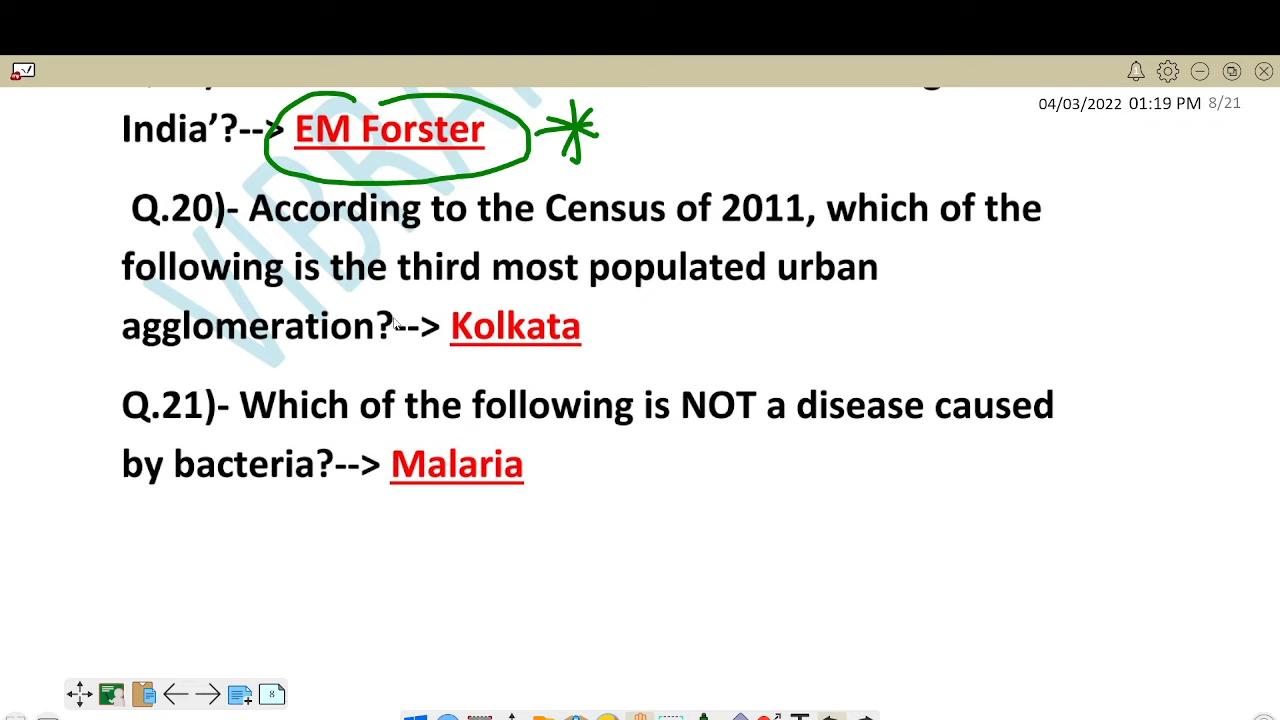 04/03/2022 01:19 PM 8/21
India’?--> EM Forster
Q.20)- According to the Census of 2011, which of the
following is the third most populated urban
agglomeration?--> Kolkata
Q.21)- Which of the following is NOT a disease caused
by bacteria?--> Malaria
VIBRA
8